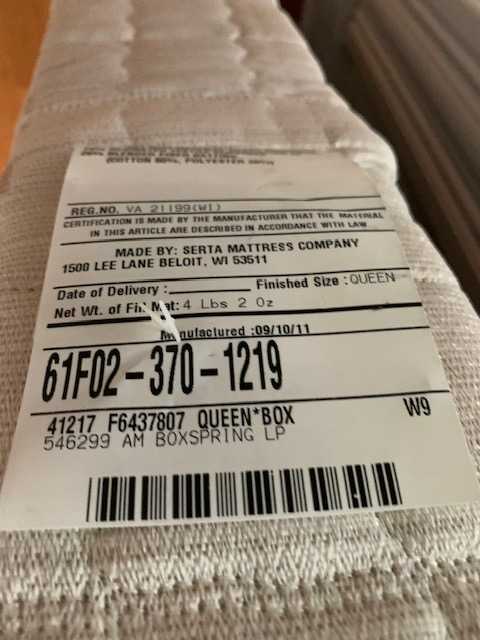 (COTTON 80%, POLYESTER 20%)
REG.NO. VA 21199(WI)
CERTIFICATION IS MADE BY THE MANUFACTURER THAT THE MATERIAL
IN THIS ARTICLE ARE DESCRIBED IN ACCORDANCE WITH LAW
MADE BY: SERTA MATTRESS COMPANY
1500 LEE LANE BELOIT, WI 53511
Date of Delivery : Finished Size :QUEEN
Net Wt. of Fill Mat: 4 Lbs 2 Oz
Manufactured :09/10/11
61F02-370-1219
41217 F6437807 QUEEN*BOX W9
546299 AM BOXSPRING LP